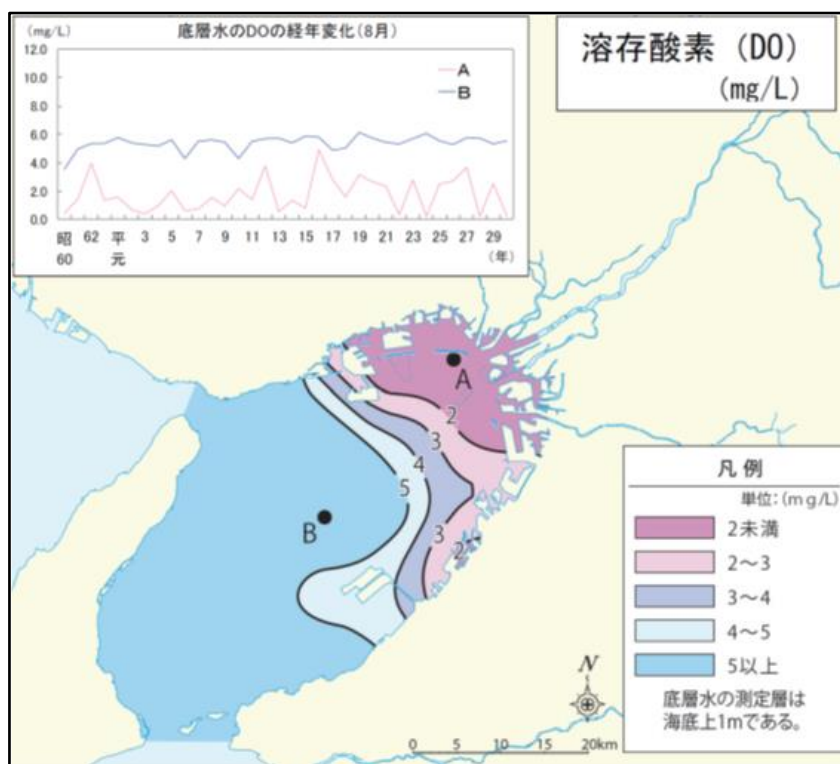 (mg/L)
底層水のDOの経年変化(8月)
12.0
10.0
8.0
6.0
4.0
2.0
0.0
A
B
昭 62 平 3 5 7 9 11 13 15 17 19 22 24 25 27 29
60 元
(年)
溶存酸素 (DO)
(mg/L)
A
2
3
4
5
B
3
2
凡例
単位:(mg/L)
2未満
2~3
3~4
4~5
5以上
底層水の測定層は
海底上1mである。
N
0 5 10 20km